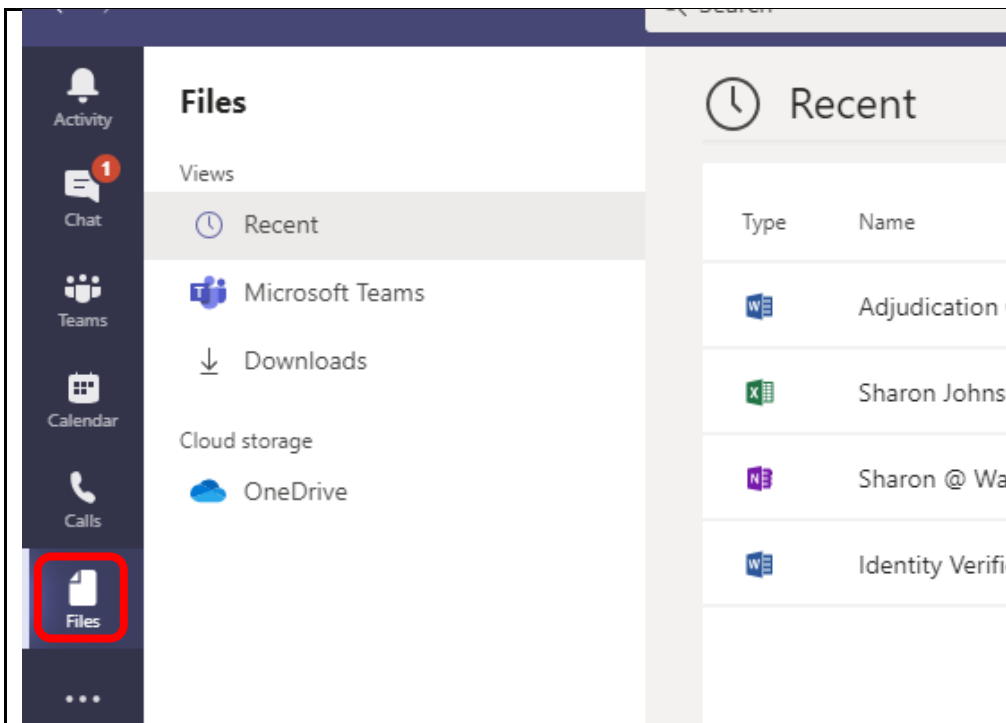 Search
Activity
1
Chat
Teams
Calendar
Calls
Files
Files
Views
Recent
Microsoft Teams
Downloads
Cloud storage
OneDrive
Recent
Type Name
Adjudication
Sharon Johns
Sharon @ Wa
Identity Verifi